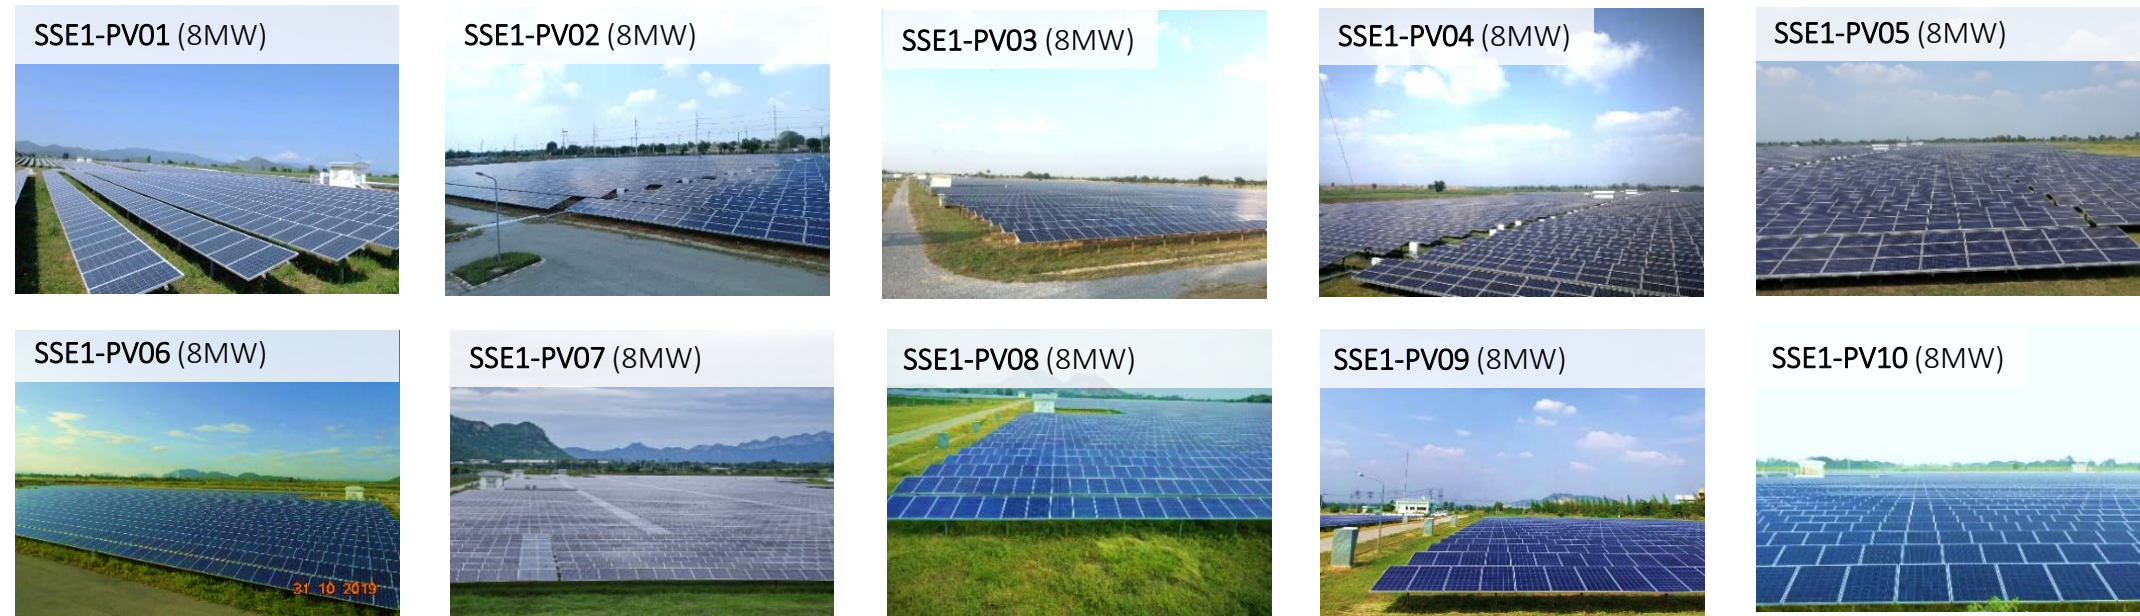 SSE1-PV01 (8MW)
SSE1-PV02 (8MW)
SSE1-PV03 (8MW)
SSE1-PV04 (8MW)
SSE1-PV05 (8MW)
SSE1-PV06 (8MW)
SSE1-PV07 (8MW)
SSE1-PV08 (8MW)
SSE1-PV09 (8MW)
SSE1-PV10 (8MW)
31 10 2019